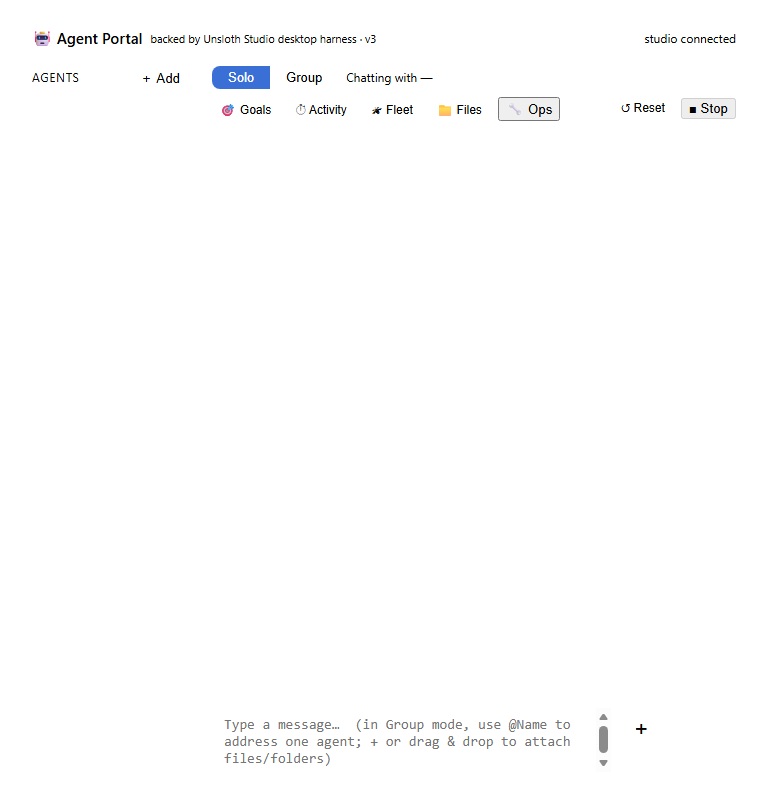 Agent Portal backed by Unsloth Studio desktop harness · v3 studio connected
AGENTS + Add Solo Group Chatting with —
Goals Activity Fleet Files Ops ↺ Reset ■ Stop
Type a message… (in Group mode, use @Name to
address one agent; + or drag & drop to attach
files/folders)
+